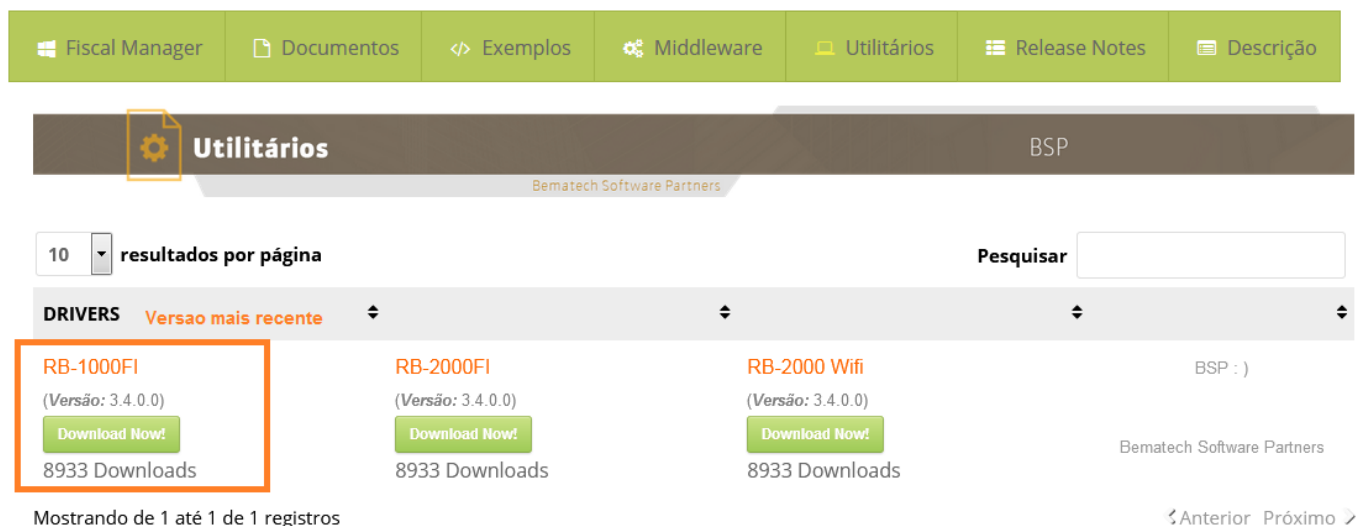 Fiscal Manager Documentos Exemplos Middleware Utilitários Release Notes Descrição
Utilitários BSP
Bematech Software Partners
10 resultados por página Pesquisar
DRIVERS Versao mais recente
RB-1000FI RB-2000FI RB-2000 Wifi BSP : )
(Versão: 3.4.0.0) (Versão: 3.4.0.0) (Versão: 3.4.0.0)
Download Now! Download Now! Download Now!
Bematech Software Partners
8933 Downloads 8933 Downloads 8933 Downloads
Mostrando de 1 até 1 de 1 registros Anterior Próximo